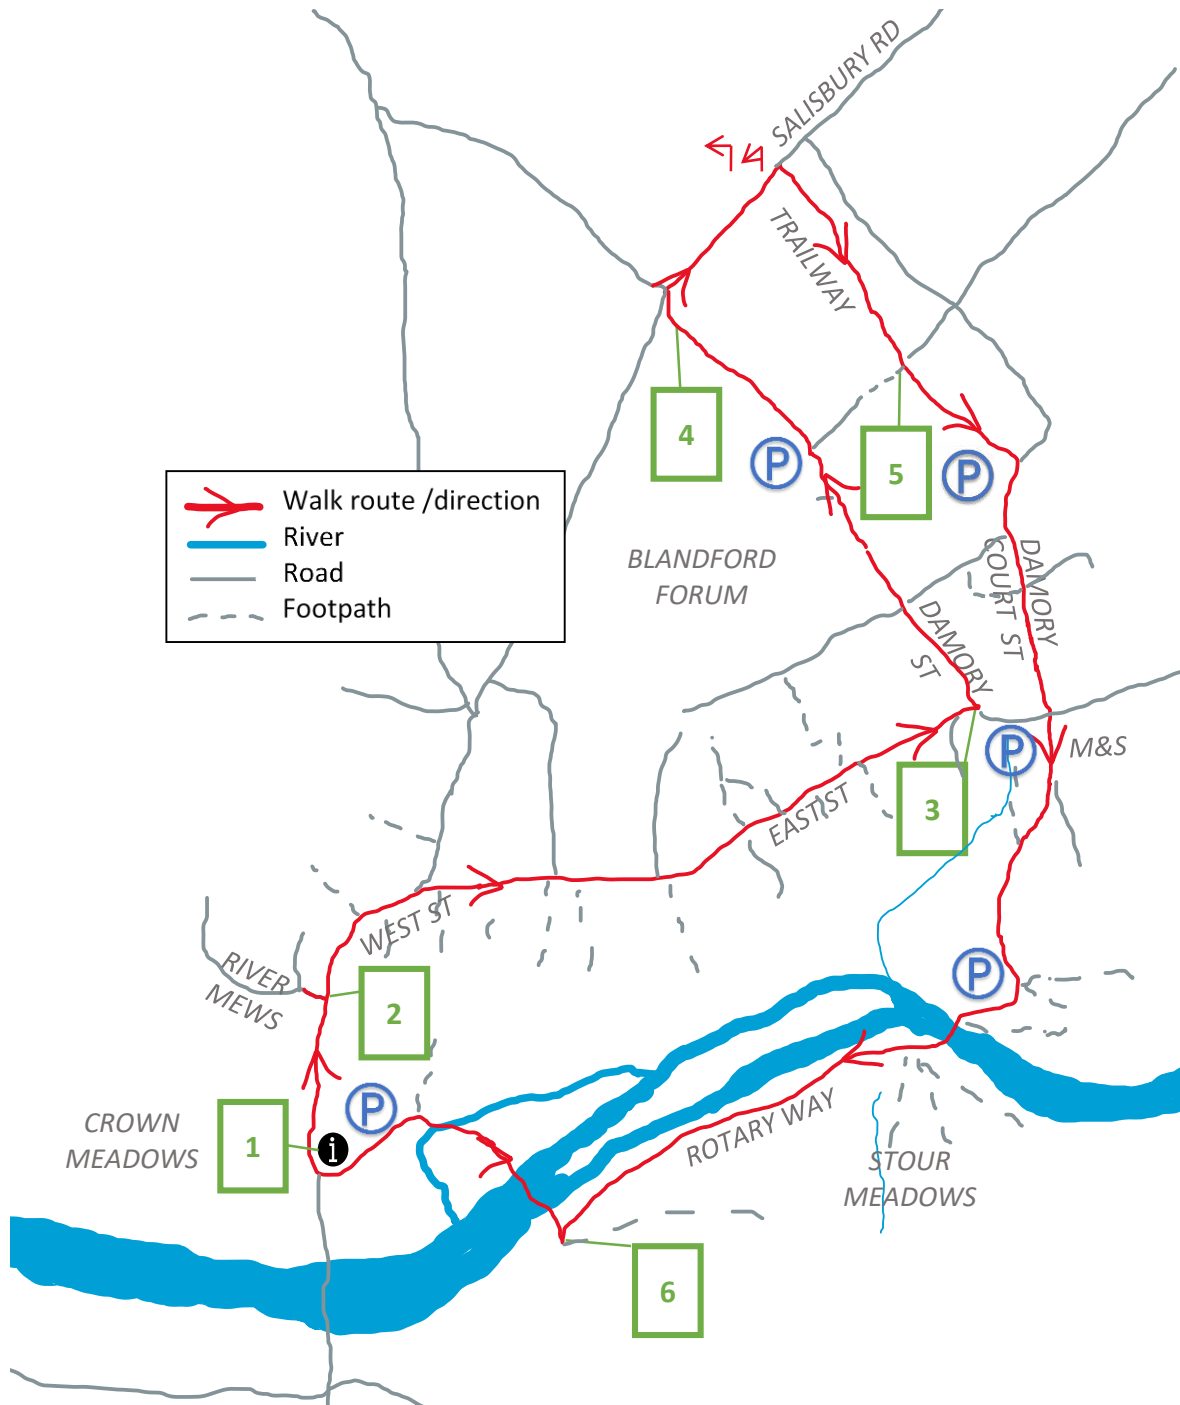 SALISBURY RD
TRAILWAY
4
P
5
P
Walk route /direction
River
Road
Footpath
BLANDFORD
FORUM
DAMORY
COURT ST
DAMORY
ST
P
M&S
3
EAST ST
WEST ST
RIVER
MEWS
2
P
P
CROWN
MEADOWS
1
i
ROTARY WAY
STOUR
MEADOWS
6